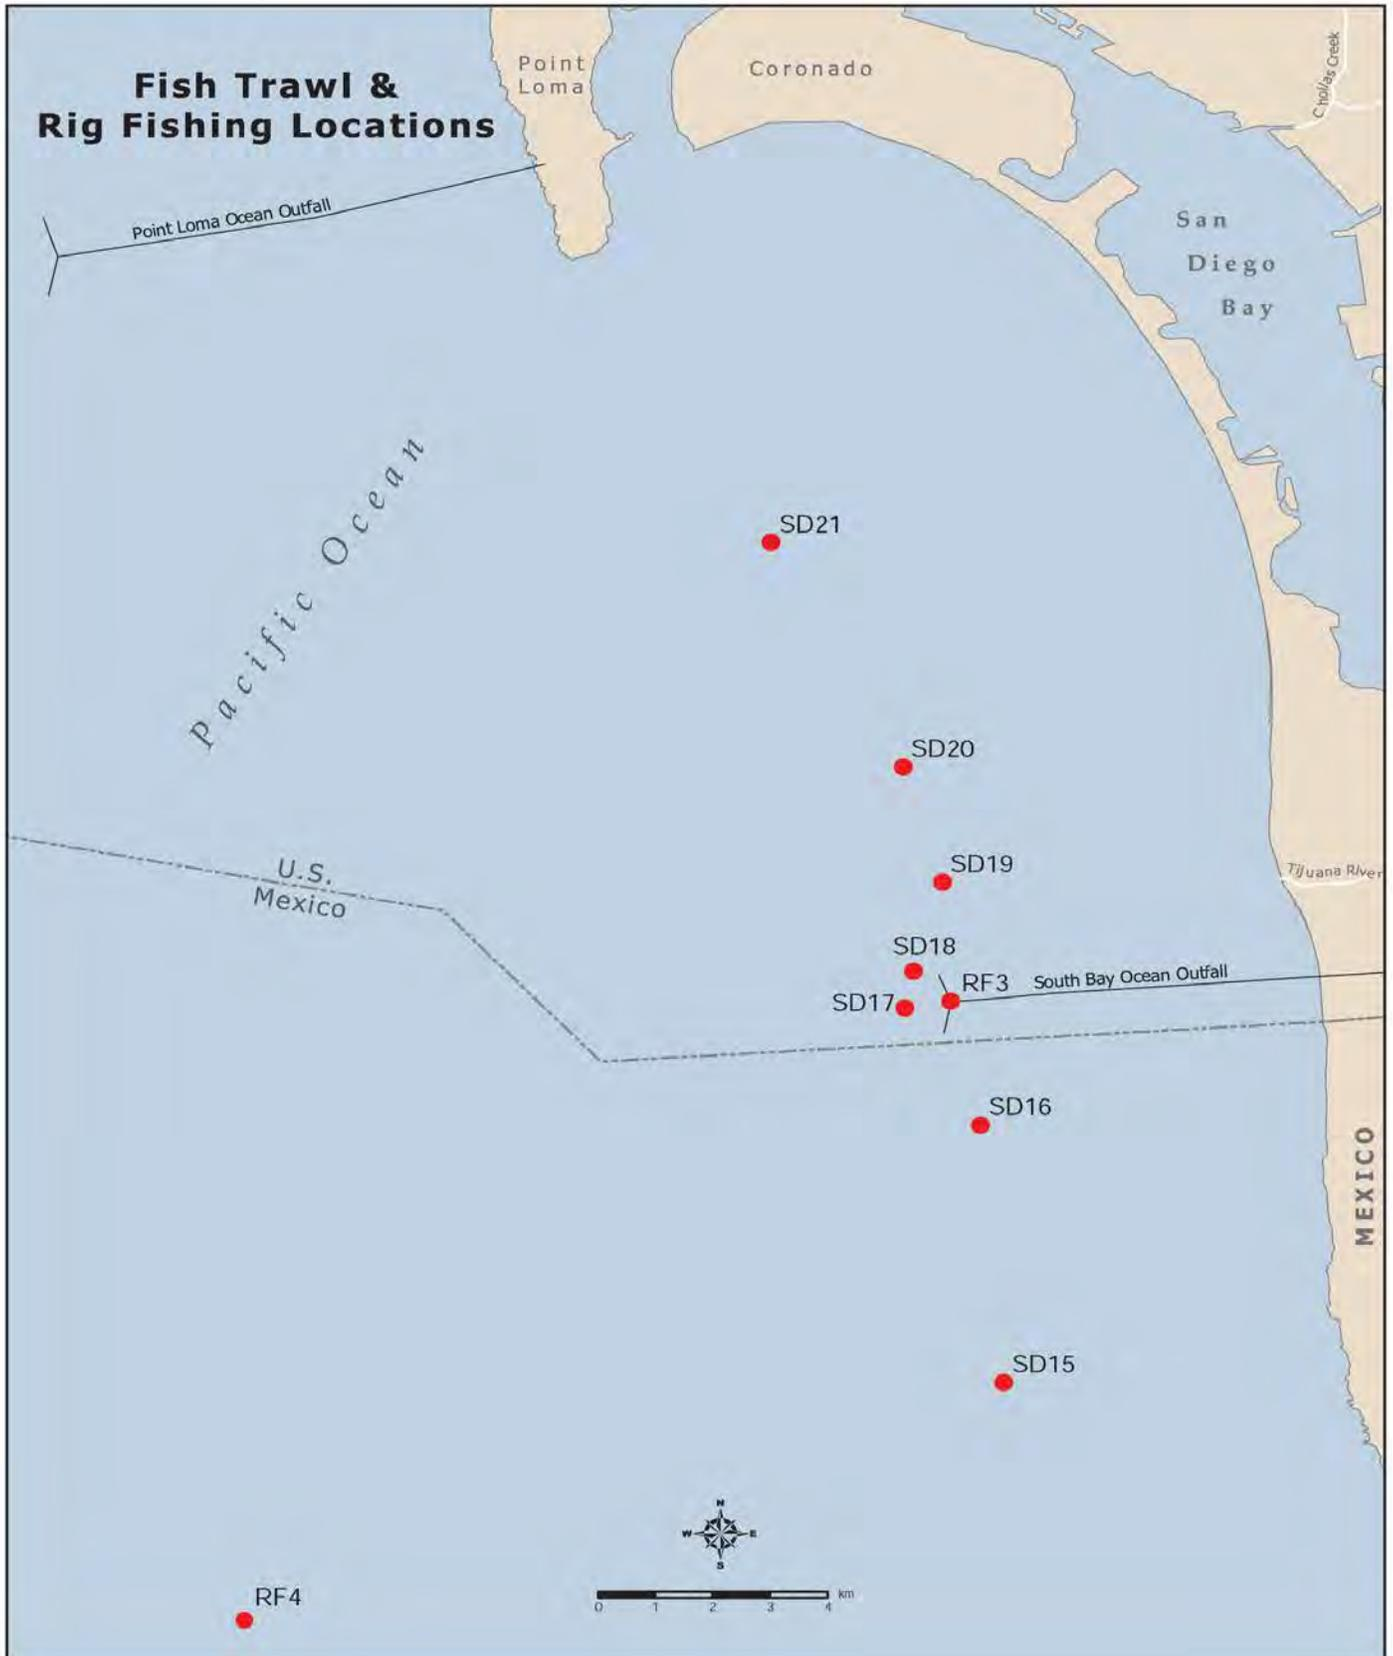 Fish Trawl &
Rig Fishing Locations
Point
Loma
Coronado
Chollas Creek
Point Loma Ocean Outfall
San
Diego
Bay
Pacific Ocean
SD21
SD20
SD19
U.S.
Mexico
Tijuana River
SD18
RF3
South Bay Ocean Outfall
SD17
SD16
MEXICO
SD15
N
W E
S
RF4
km
0 1 2 3 4